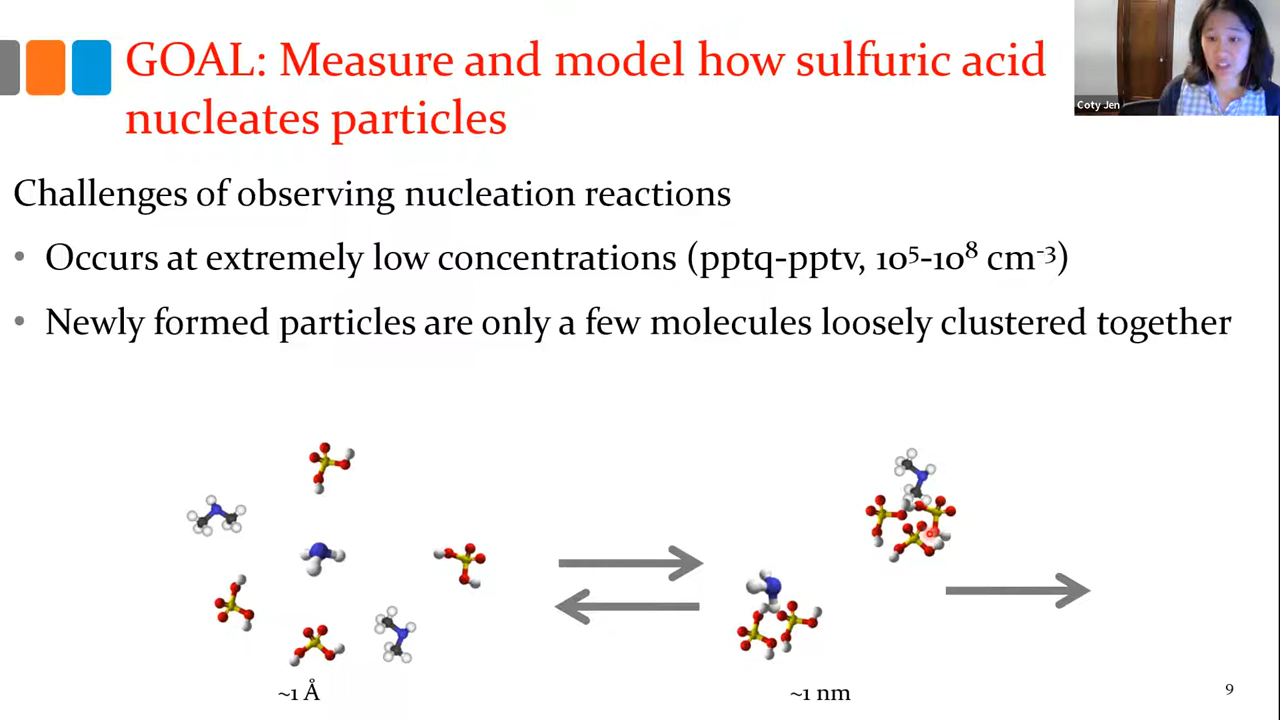 GOAL: Measure and model how sulfuric acid
nucleates particles
Coty Jen
Challenges of observing nucleation reactions
• Occurs at extremely low concentrations (pptq-pptv, 10⁵-10⁸ cm⁻³)
• Newly formed particles are only a few molecules loosely clustered together
~1 Å
~1 nm
9